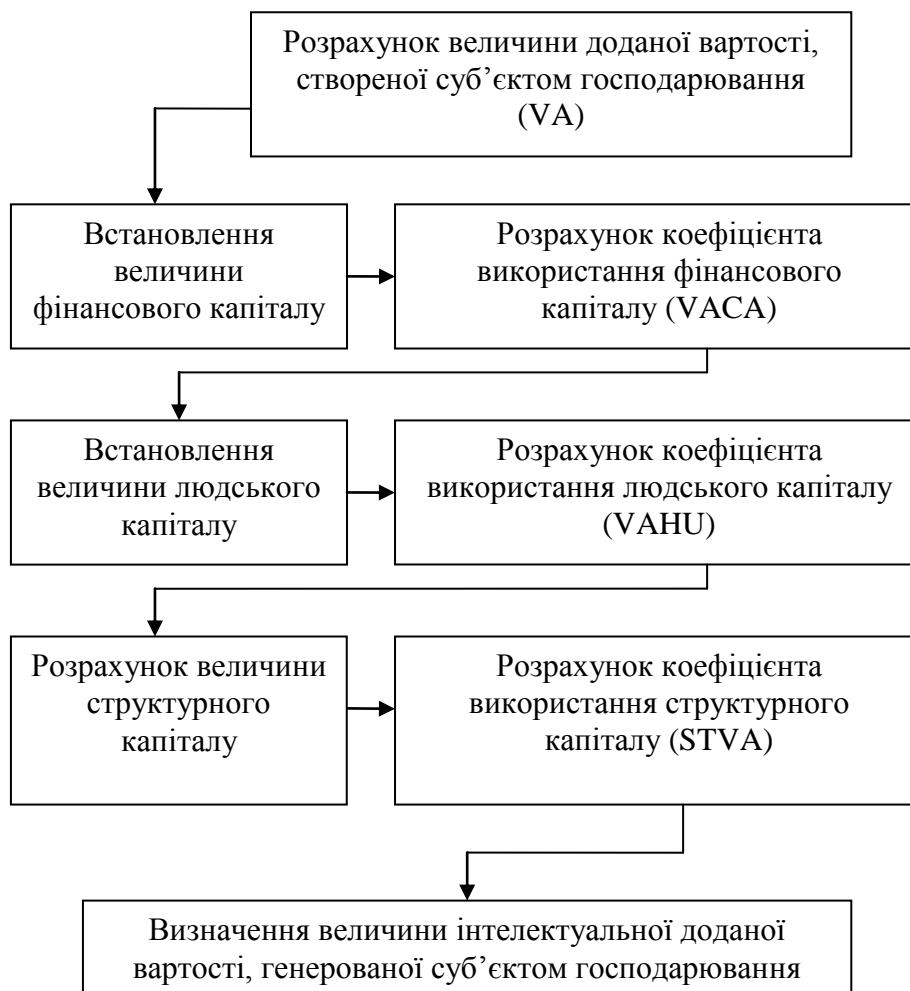 Розрахунок величини доданої вартості,
створеної суб’єктом господарювання
(VA)
Встановлення
величини
фінансового капіталу
Розрахунок коефіцієнта
використання фінансового
капіталу (VACA)
Встановлення
величини людського
капіталу
Розрахунок коефіцієнта
використання людського капіталу
(VAHU)
Розрахунок величини
структурного
капіталу
Розрахунок коефіцієнта
використання структурного
капіталу (STVA)
Визначення величини інтелектуальної доданої
вартості, генерованої суб’єктом господарювання